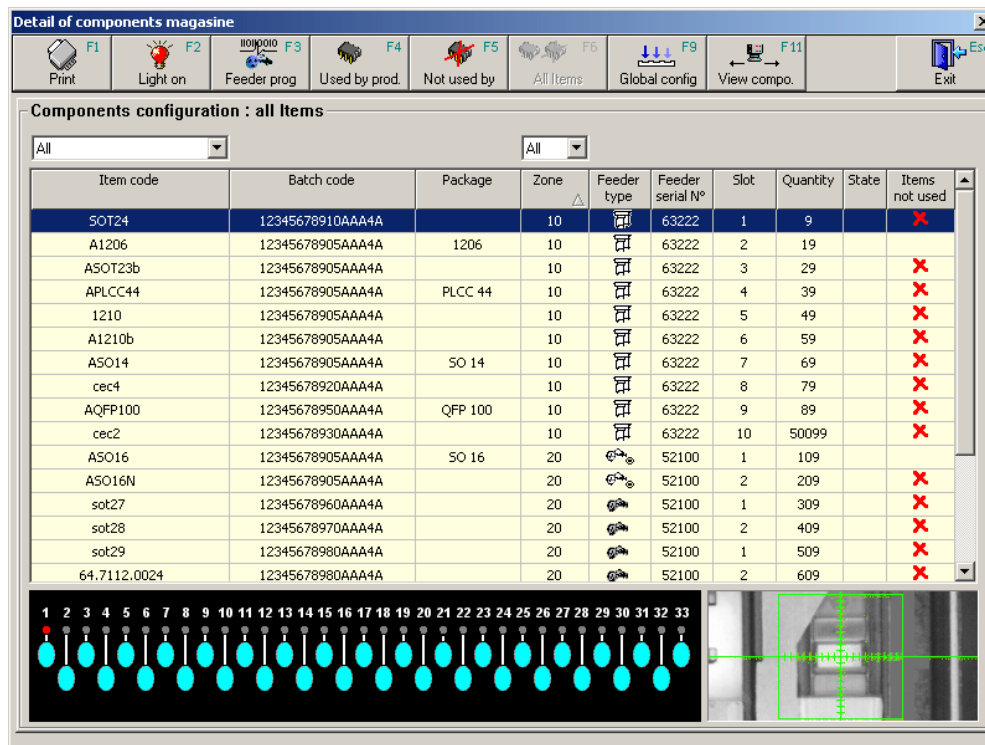 Detail of components magasine
F1 F2 F3 F4 F5 F6 F9 F11 Esc
Print Light on Feeder prog Used by prod. Not used by All Items Global config View compo. Exit
Components configuration : all Items
All All
Item code Batch code Package Zone Feeder type Feeder serial N° Slot Quantity State Items not used
SOT24 12345678910AAA4A 10 63222 1 9
A1206 12345678905AAA4A 1206 10 63222 2 19
ASOT23b 12345678905AAA4A 10 63222 3 29
APLCC44 12345678905AAA4A PLCC 44 10 63222 4 39
1210 12345678905AAA4A 10 63222 5 49
A1210b 12345678905AAA4A 10 63222 6 59
ASO14 12345678905AAA4A SO 14 10 63222 7 69
cec4 12345678920AAA4A 10 63222 8 79
AQFP100 12345678950AAA4A QFP 100 10 63222 9 89
cec2 12345678930AAA4A 10 63222 10 50099
ASO16 12345678905AAA4A SO 16 20 52100 1 109
ASO16N 12345678905AAA4A 20 52100 2 209
sot27 12345678960AAA4A 20 52100 1 309
sot28 12345678970AAA4A 20 52100 2 409
sot29 12345678980AAA4A 20 52100 1 509
64.7112.0024 12345678980AAA4A 20 52100 2 609
1 2 3 4 5 6 7 8 9 10 11 12 13 14 15 16 17 18 19 20 21 22 23 24 25 26 27 28 29 30 31 32 33